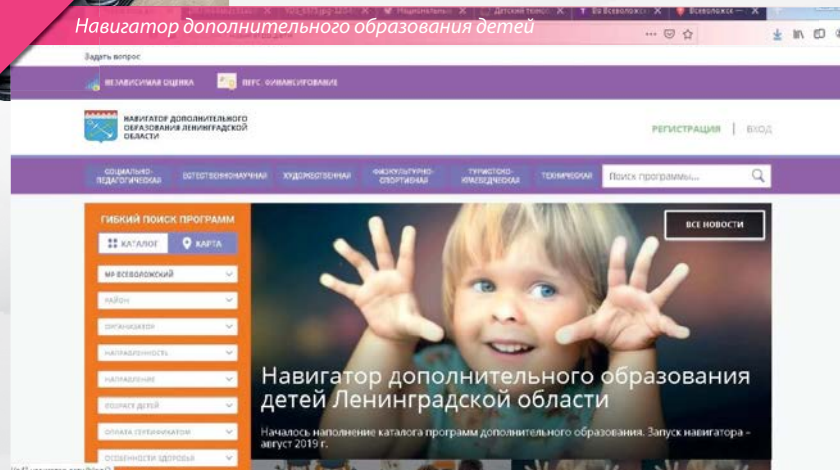 Навигатор дополнительного образования детей
Задать вопрос
НЕЗАВИСИМАЯ ОЦЕНКА
ПЕРС. ФИНАНСИРОВАНИЕ
НАВИГАТОР ДОПОЛНИТЕЛЬНОГО
ОБРАЗОВАНИЯ ЛЕНИНГРАДСКОЙ
ОБЛАСТИ
РЕГИСТРАЦИЯ | ВХОД
СОЦИАЛЬНО-
ПЕДАГОГИЧЕСКАЯ
ЕСТЕСТВЕННОНАУЧНАЯ
ХУДОЖЕСТВЕННАЯ
ФИЗКУЛЬТУРНО-
СПОРТИВНАЯ
ТУРИСТСКО-
КРАЕВЕДЧЕСКАЯ
ТЕХНИЧЕСКАЯ
Поиск программы...
ГИБКИЙ ПОИСК ПРОГРАММ
КАТАЛОГ
КАРТА
МР ВСЕВОЛОЖСКИЙ
РАЙОН
ОРГАНИЗАТОР
НАПРАВЛЕННОСТЬ
НАПРАВЛЕНИЕ
ВОЗРАСТ ДЕТЕЙ
ОПЛАТА СЕРТИФИКАТОМ
ОСОБЕННОСТИ ЗДОРОВЬЯ
ВСЕ НОВОСТИ
Навигатор дополнительного образования
детей Ленинградской области
Началось наполнение каталога программ дополнительного образования. Запуск навигатора –
август 2019 г.